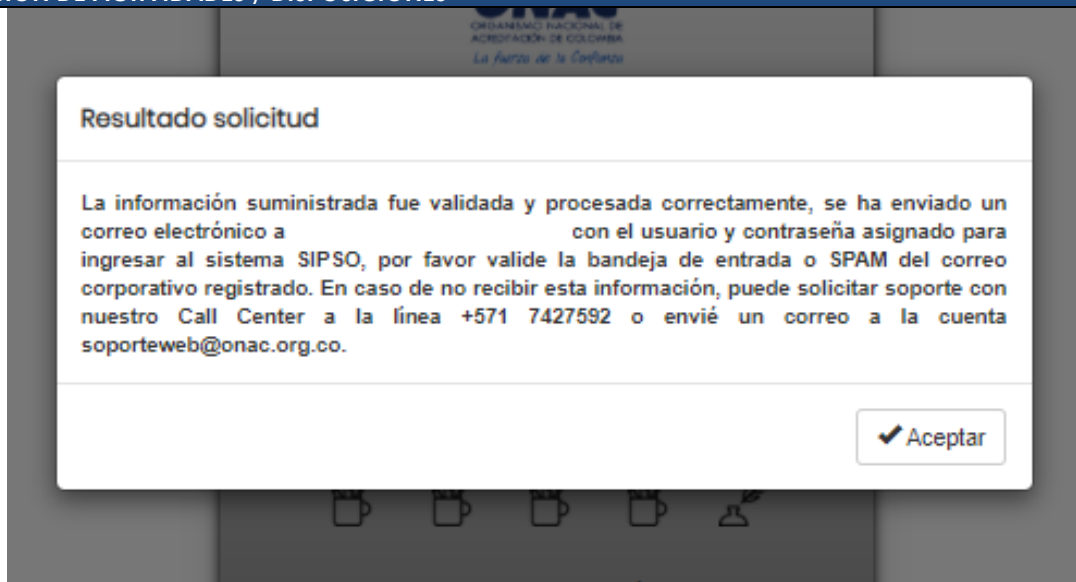 ORGANISMO NACIONAL DE
ACREDITACIÓN DE COLOMBIA
La fuerza de la Confianza
Resultado solicitud
La información suministrada fue validada y procesada correctamente, se ha enviado un
correo electrónico a con el usuario y contraseña asignado para
ingresar al sistema SIPSO, por favor valide la bandeja de entrada o SPAM del correo
corporativo registrado. En caso de no recibir esta información, puede solicitar soporte con
nuestro Call Center a la línea +571 7427592 o envié un correo a la cuenta
soporteweb@onac.org.co.
Aceptar